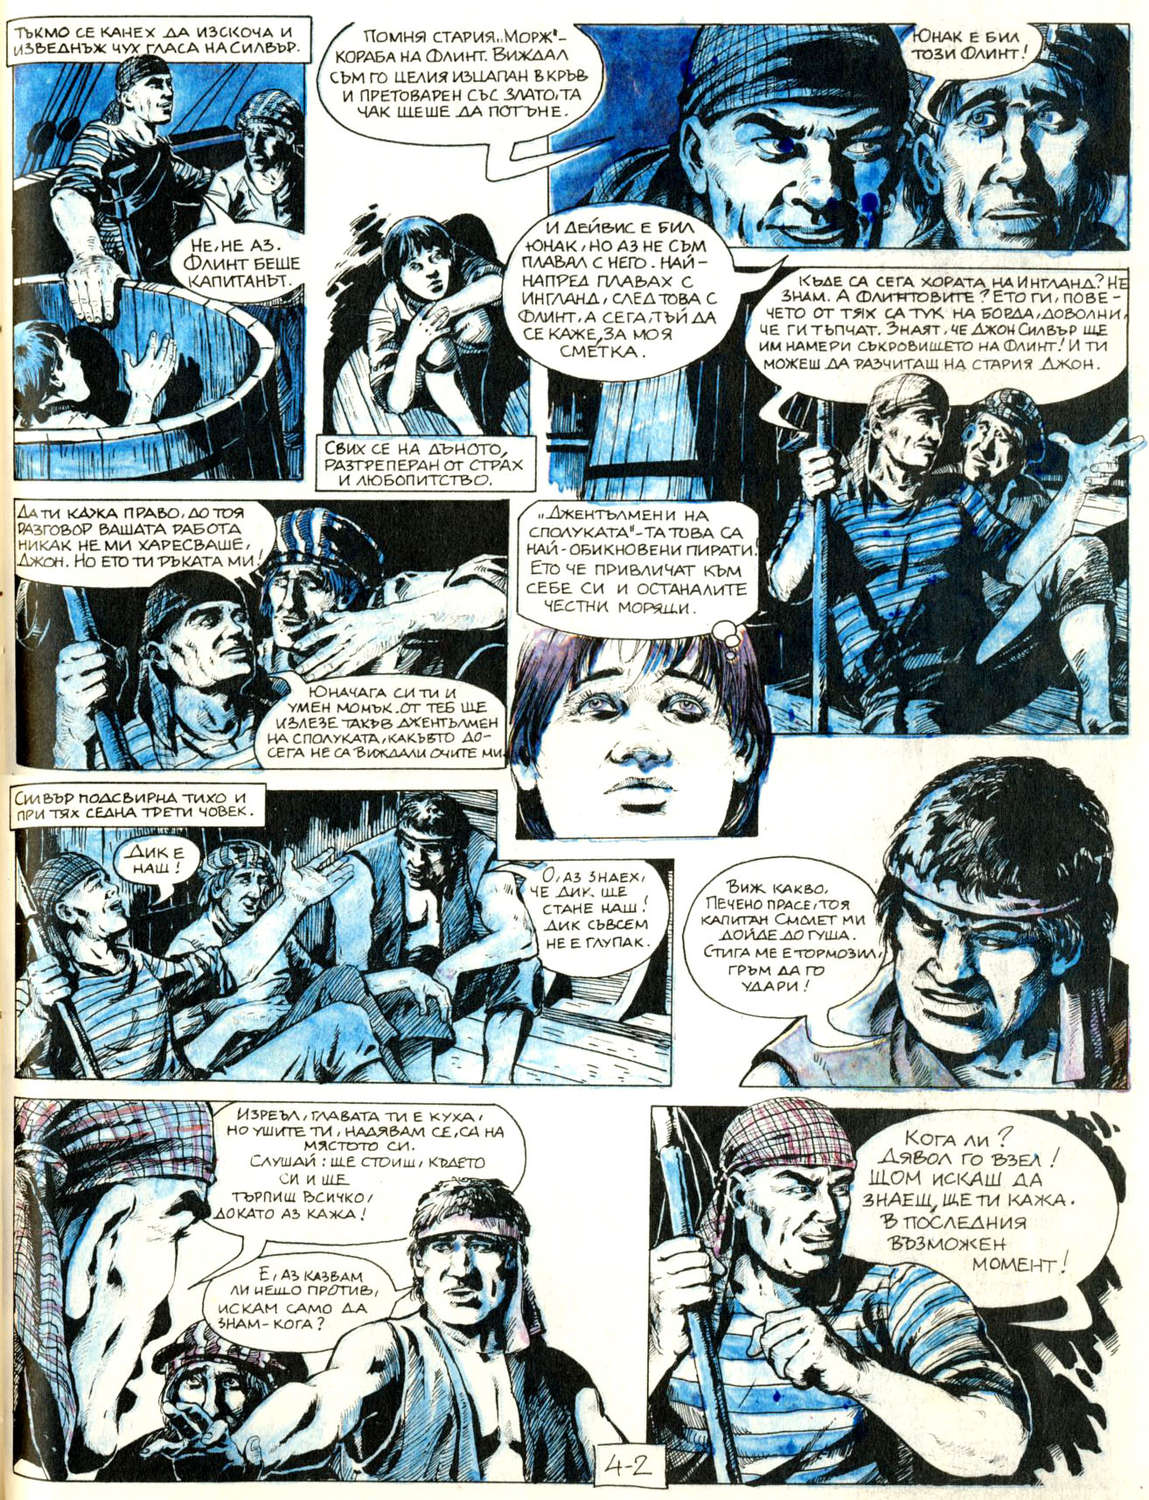 ТЪКМО СЕ КАНЕХ ДА ИЗСКОЧА И
ИЗВЕДНЪЖ ЧУХ ГЛАСА НА СИЛВЪР.
НЕ, НЕ АЗ.
ФЛИНТ БЕШЕ
КАПИТАНЪТ.
ПОМНЯ СТАРИЯ „МОРЖ“-
КОРАБА НА ФЛИНТ. ВИЖДАЛ
СЪМ ГО ЦЕЛИЯ ИЗЦАПАН В КРЪВ
И ПРЕТОВАРЕН СЪС ЗЛАТО, ТА
ЧАК ЩЕШЕ ДА ПОТЪНЕ.
ЮНАК Е БИЛ
ТОЗИ ФЛИНТ!
СВИХ СЕ НА ДЪНОТО,
РАЗТРЕПЕРАН ОТ СТРАХ
И ЛЮБОПИТСТВО.
И ДЕЙВИС Е БИЛ
ЮНАК, НО АЗ НЕ СЪМ
ПЛАВАЛ С НЕГО. НАЙ-
НАПРЕД ПЛАВАХ С
ИНГЛАНД, СЛЕД ТОВА С
ФЛИНТ, А СЕГА, ТЪЙ ДА
СЕ КАЖЕ, ЗА МОЯ
СМЕТКА.
КЪДЕ СА СЕГА ХОРАТА НА ИНГЛАНД? НЕ
ЗНАМ. А ФЛИНТОВИТЕ? ЕТО ГИ, ПОВЕ-
ЧЕТО ОТ ТЯХ СА ТУК НА БОРДА, ДОВОЛНИ,
ЧЕ ГИ ТЪПЧАТ. ЗНАЯТ, ЧЕ ДЖОН СИЛВЪР ЩЕ
ИМ НАМЕРИ СЪКРОВИЩЕТО НА ФЛИНТ! И ТИ
МОЖЕШ ДА РАЗЧИТАШ НА СТАРИЯ ДЖОН.
ДА ТИ КАЖА ПРАВО, ДО ТОЯ
РАЗГОВОР ВАШАТА РАБОТА
НИКАК НЕ МИ ХАРЕСВАШЕ,
ДЖОН. НО ЕТО ТИ РЪКАТА МИ!
ЮНАЧАГА СИ ТИ И
УМЕН МОМЪК. ОТ ТЕБ ЩЕ
ИЗЛЕЗЕ ТАКЪВ ДЖЕНТЪЛМЕН
НА СПОЛУКАТА, КАКЪВТО ДО-
СЕГА НЕ СА ВИЖДАЛИ ОЧИТЕ МИ.
„ДЖЕНТЪЛМЕНИ НА
СПОЛУКАТА“-ТА ТОВА СА
НАЙ-ОБИКНОВЕНИ ПИРАТИ.
ЕТО ЧЕ ПРИВЛИЧАТ КЪМ
СЕБЕ СИ И ОСТАНАЛИТЕ
ЧЕСТНИ МОРЯЦИ.
СИЛВЪР ПОДСВИРНА ТИХО И
ПРИ ТЯХ СЕДНА ТРЕТИ ЧОВЕК.
ДИК Е
НАШ!
О, АЗ ЗНАЕХ,
ЧЕ ДИК ЩЕ
СТАНЕ НАШ!
ДИК СЪВСЕМ
НЕ Е ГЛУПАК.
ВИЖ КАКВО,
ПЕЧЕНО ПРАСЕ, ТОЯ
КАПИТАН СМОЛЕТ МИ
ДОЙДЕ ДО ГУША.
СТИГА МЕ Е ТОРМОЗИЛ,
ГРЪМ ДА ГО
УДАРИ!
ИЗРЕЪЛ, ГЛАВАТА ТИ Е КУХА,
НО УШИТЕ ТИ, НАДЯВАМ СЕ, СА НА
МЯСТОТО СИ.
СЛУШАЙ: ЩЕ СТОИШ, КЪДЕТО
СИ И ЩЕ
ТЪРПИШ ВСИЧКО,
ДОКАТО АЗ КАЖА!
Е, АЗ КАЗВАМ
ЛИ НЕЩО ПРОТИВ,
ИСКАМ САМО ДА
ЗНАМ-КОГА?
КОГА ЛИ?
ДЯВОЛ ГО ВЗЕЛ!
ЩОМ ИСКАШ ДА
ЗНАЕШ, ЩЕ ТИ КАЖА.
В ПОСЛЕДНИЯ
ВЪЗМОЖЕН
МОМЕНТ!
4-2